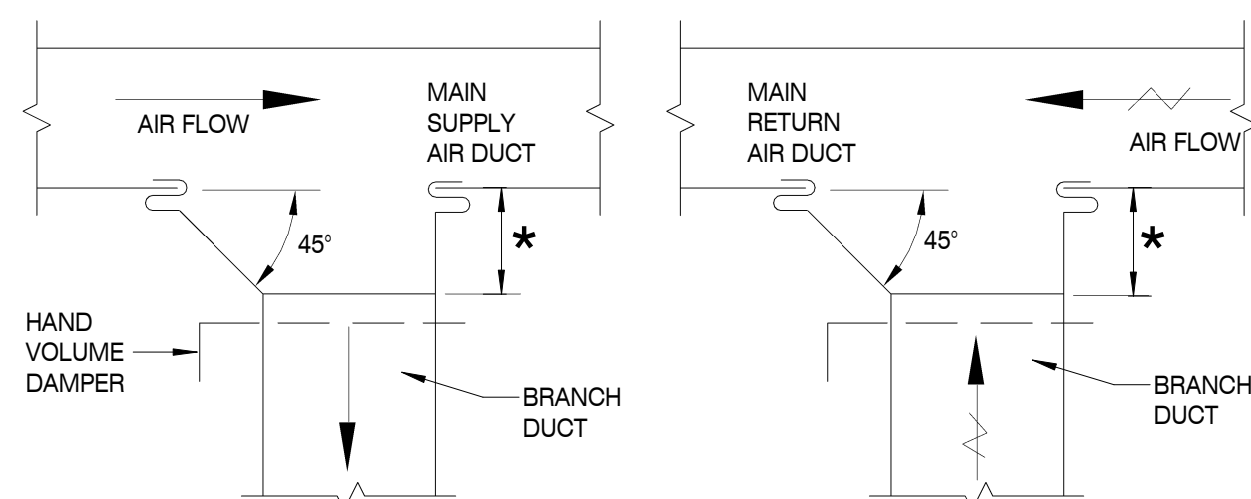 AIR FLOW
MAIN
SUPPLY
AIR DUCT
45°
*
HAND
VOLUME
DAMPER
BRANCH
DUCT
MAIN
RETURN
AIR DUCT
AIR FLOW
45°
*
BRANCH
DUCT